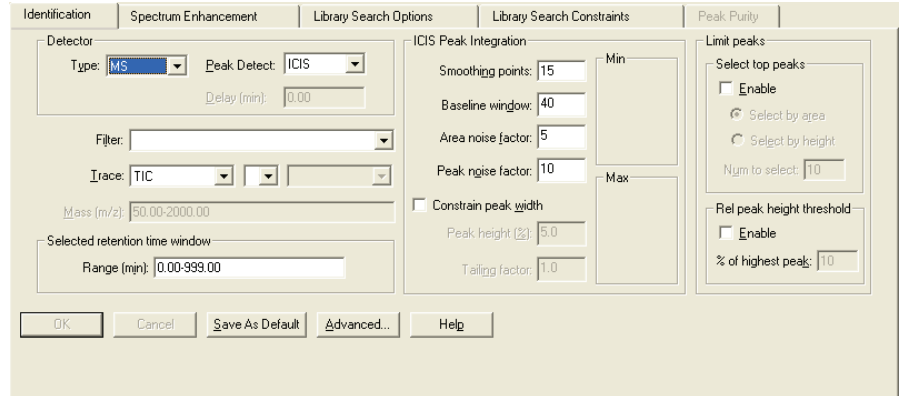 Identification
Spectrum Enhancement
Library Search Options
Library Search Constraints
Peak Purity
Detector
Type: MS
Peak Detect: ICIS
Delay (min): 0.00
Filter:
Trace: TIC
Mass (m/z): 50.00-2000.00
Selected retention time window
Range (min): 0.00-999.00
ICIS Peak Integration
Smoothing points: 15
Baseline window: 40
Area noise factor: 5
Peak noise factor: 10
Constrain peak width
Peak height (%): 5.0
Tailing factor: 1.0
Min
Max
Limit peaks
Select top peaks
Enable
Select by area
Select by height
Num to select: 10
Rel peak height threshold
Enable
% of highest peak: 10
OK
Cancel
Save As Default
Advanced...
Help